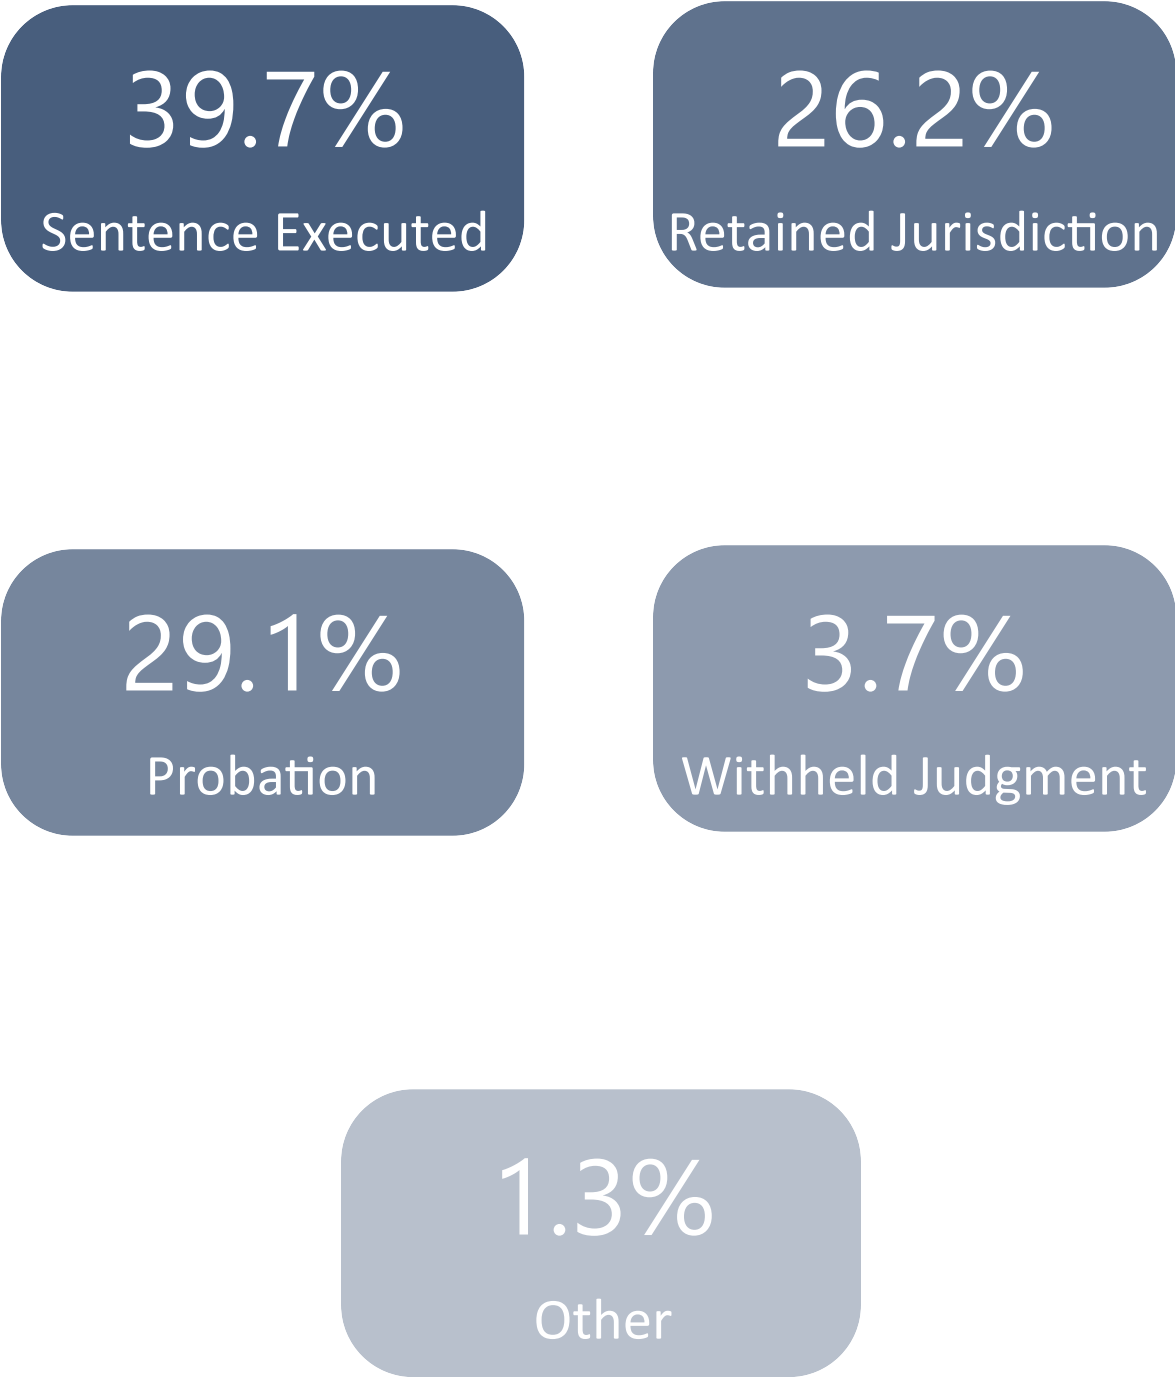 39.7%
Sentence Executed
26.2%
Retained Jurisdiction
29.1%
Probation
3.7%
Withheld Judgment
1.3%
Other